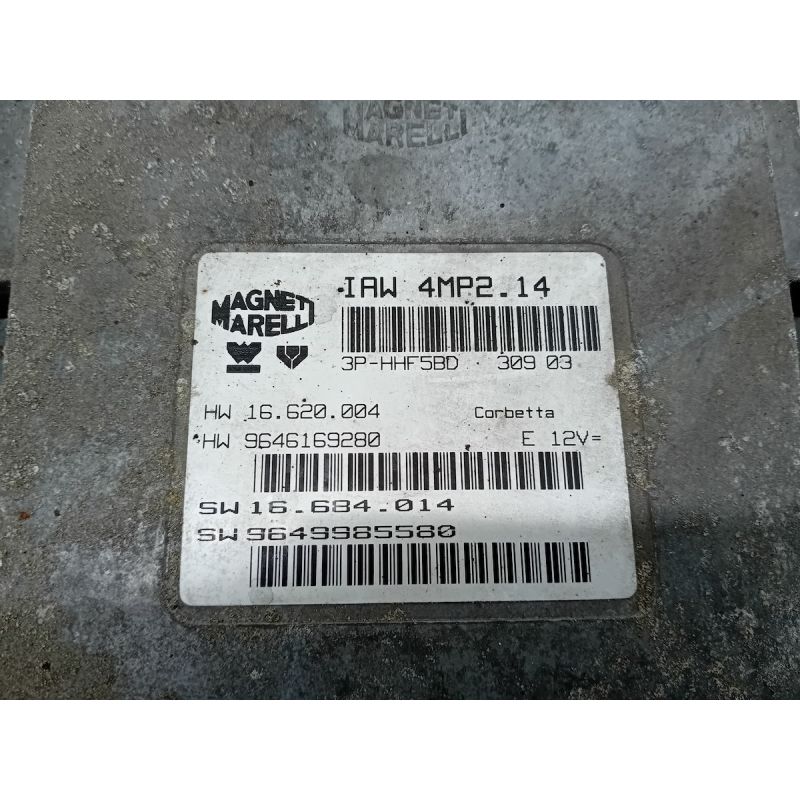 MAGNETI
MARELLI
MAGNETI
MARELLI
IAW 4MP2.14
3P-HHF5BD 309 03
HW 16.620.004 Corbetta
HW 9646169280 E 12V=
SW 16.684.014
SW 9649985580